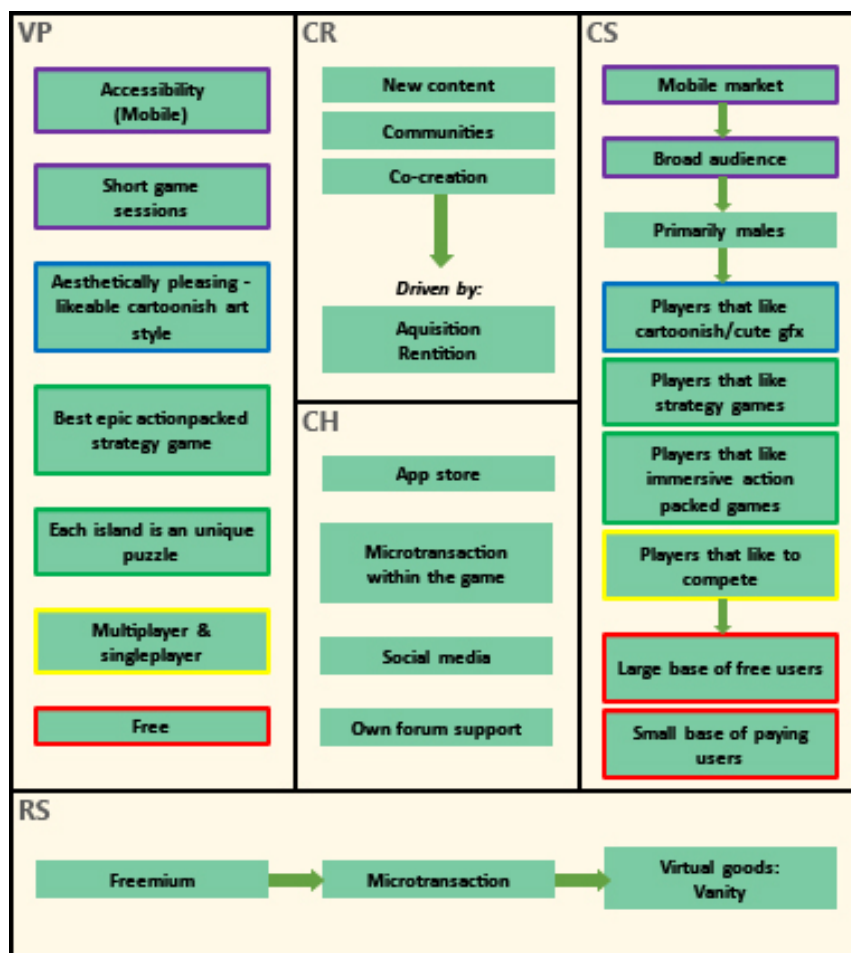 VP
Accessibility
(Mobile)
Short game
sessions
Aesthetically pleasing -
likeable cartoonish art
style
Best epic actionpacked
strategy game
Each island is an unique
puzzle
Multiplayer &
singleplayer
Free
CR
New content
Communities
Co-creation
Driven by:
Aquisition
Rentition
CH
App store
Microtransaction
within the game
Social media
Own forum support
CS
Mobile market
Broad audience
Primarily males
Players that like
cartoonish/cute gfx
Players that like
strategy games
Players that like
immersive action
packed games
Players that like to
compete
Large base of free users
Small base of paying
users
RS
Freemium
Microtransaction
Virtual goods:
Vanity